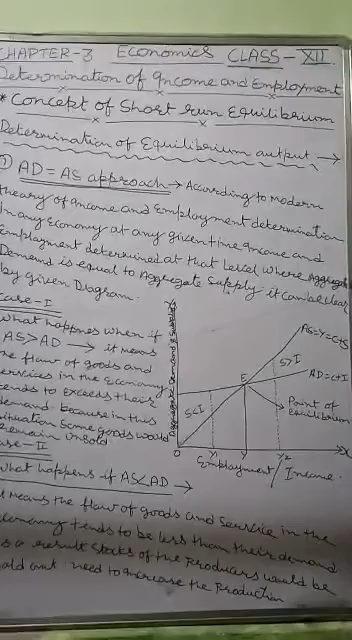 CHAPTER-3 Economics CLASS-XII
Determination of Income and Employment
* Concept of Short run Equilibrium
Determination of Equilibrium output →
① AD = AS approach → According to Modern
theory of Income and Employment determination
In any Economy at any given time Income and
Employment determined at that level where Aggregate
Demand is equal to Aggregate Supply it can be clear
by given Diagram.
Case-I
What happnes when if
AS>AD → it means
the flow of goods and
services in the Economy
tends to exceeds their
demand because in this
situation some goods would
remain unsold
Case-II
What happens if AS<AD →
it means the flow of goods and service in the
economy tends to be less than their demand
as a result stocks of the producers would be
sold out. need to increase the production
Y
Aggregate Demand & Supply
AS=Y=C+S
S>I
AD=C+I
E
S<I
Point of
Equilibrium
O
Y1
Y
Y2
X
Employment / Income.